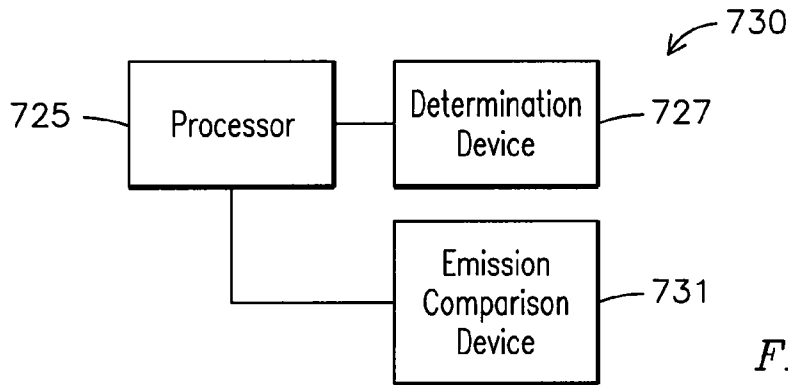 730
725
Processor
Determination
Device
727
Emission
Comparison
Device
731